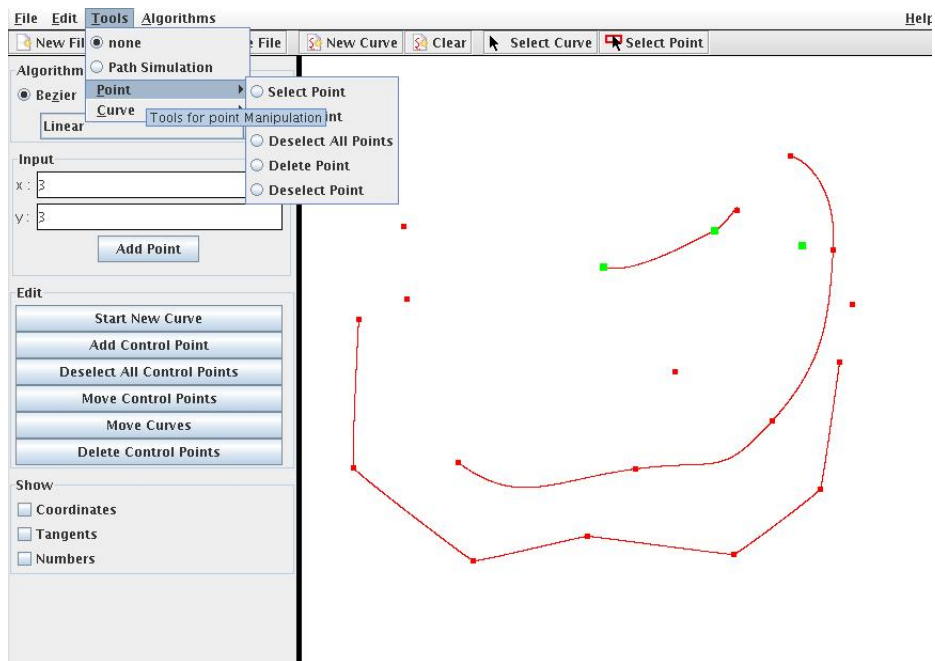 File Edit Tools Algorithms Help
New Fil e File New Curve Clear Select Curve Select Point
none
Path Simulation
Point
Curve
Tools for point Manipulation
Select Point
int
Deselect All Points
Delete Point
Deselect Point
Algorithm
Bezier
Linear
Input
x : 3
y : 3
Add Point
Edit
Start New Curve
Add Control Point
Deselect All Control Points
Move Control Points
Move Curves
Delete Control Points
Show
Coordinates
Tangents
Numbers